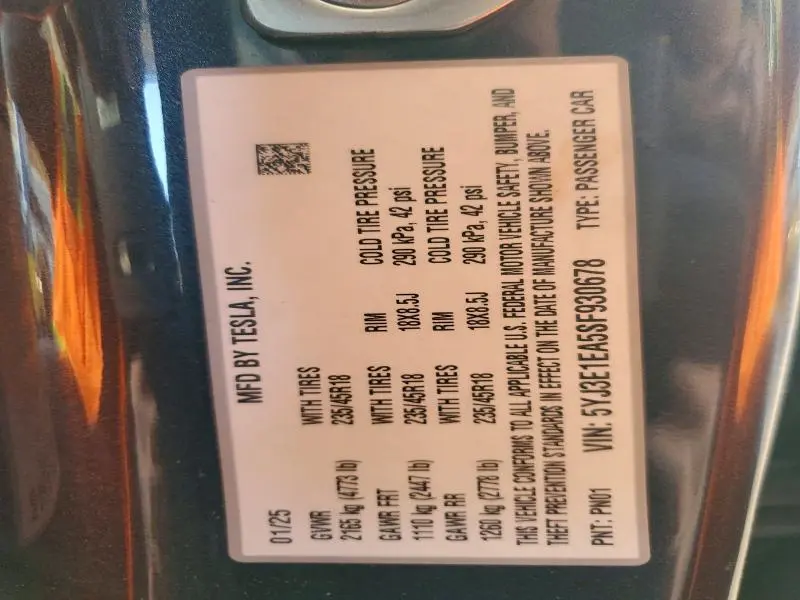 MFD BY TESLA, INC.
01/25
GVWR WITH TIRES RIM COLD TIRE PRESSURE
2165 kg (4773 lb) 235/45R18
GAWR FRT WITH TIRES RIM COLD TIRE PRESSURE
1110 kg (2447 lb) 235/45R18 18X8.5J 290 kPa, 42 psi
GAWR RR WITH TIRES RIM COLD TIRE PRESSURE
1260 kg (2778 lb) 235/45R18 18X8.5J 290 kPa, 42 psi
THIS VEHICLE CONFORMS TO ALL APPLICABLE U.S. FEDERAL MOTOR VEHICLE SAFETY, BUMPER, AND
THEFT PREVENTION STANDARDS IN EFFECT ON THE DATE OF MANUFACTURE SHOWN ABOVE.
PNT: PN01 VIN: 5YJ3E1EA5SF930678 TYPE: PASSENGER CAR